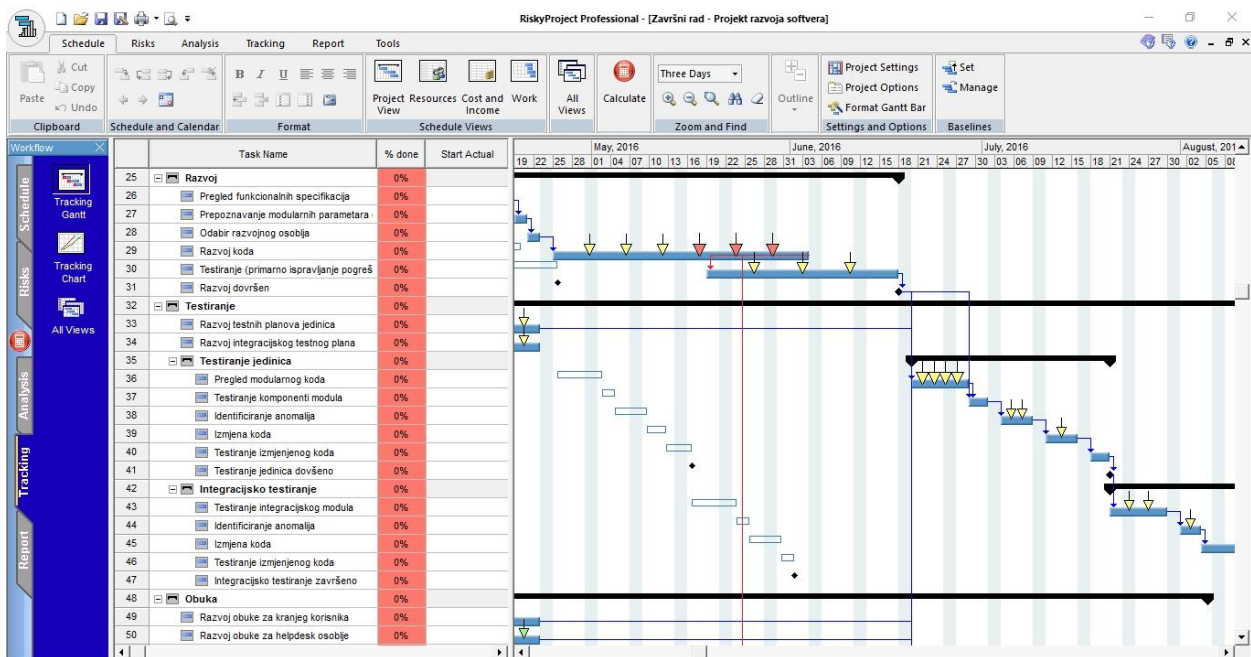 RiskyProject Professional - [Završni rad - Projekt razvoja softvera]
Schedule Risks Analysis Tracking Report Tools
Cut
Copy
Paste Undo
Clipboard
Schedule and Calendar
B I U
Format
Project View Resources Cost and Income Work
Schedule Views
All Views
Calculate
Three Days
Zoom and Find
Outline
Project Settings
Project Options
Format Gantt Bar
Settings and Options
Set
Manage
Baselines
Workflow
Schedule
Risks
Analysis
Tracking
Report
Tracking Gantt
Tracking Chart
All Views
Task Name % done Start Actual
May, 2016 June, 2016 July, 2016 August, 201
19 22 25 28 01 04 07 10 13 16 19 22 25 28 31 03 06 09 12 15 18 21 24 27 30 03 06 09 12 15 18 21 24 27 30 02 05
25 Razvoj 0%
26 Pregled funkcionalnih specifikacija 0%
27 Prepoznavanje modularnih parametara 0%
28 Odabir razvojnog osoblja 0%
29 Razvoj koda 0%
30 Testiranje (primarno ispravljanje pogreš 0%
31 Razvoj dovršen 0%
32 Testiranje 0%
33 Razvoj testnih planova jedinica 0%
34 Razvoj integracijskog testnog plana 0%
35 Testiranje jedinica 0%
36 Pregled modularnog koda 0%
37 Testiranje komponenti modula 0%
38 Identificiranje anomalija 0%
39 Izmjena koda 0%
40 Testiranje izmjenjenog koda 0%
41 Testiranje jedinica dovšeno 0%
42 Integracijsko testiranje 0%
43 Testiranje integracijskog modula 0%
44 Identificiranje anomalija 0%
45 Izmjena koda 0%
46 Testiranje izmjenjenog koda 0%
47 Integracijsko testiranje završeno 0%
48 Obuka 0%
49 Razvoj obuke za kranjeg korisnika 0%
50 Razvoj obuke za helpdesk osoblje 0%